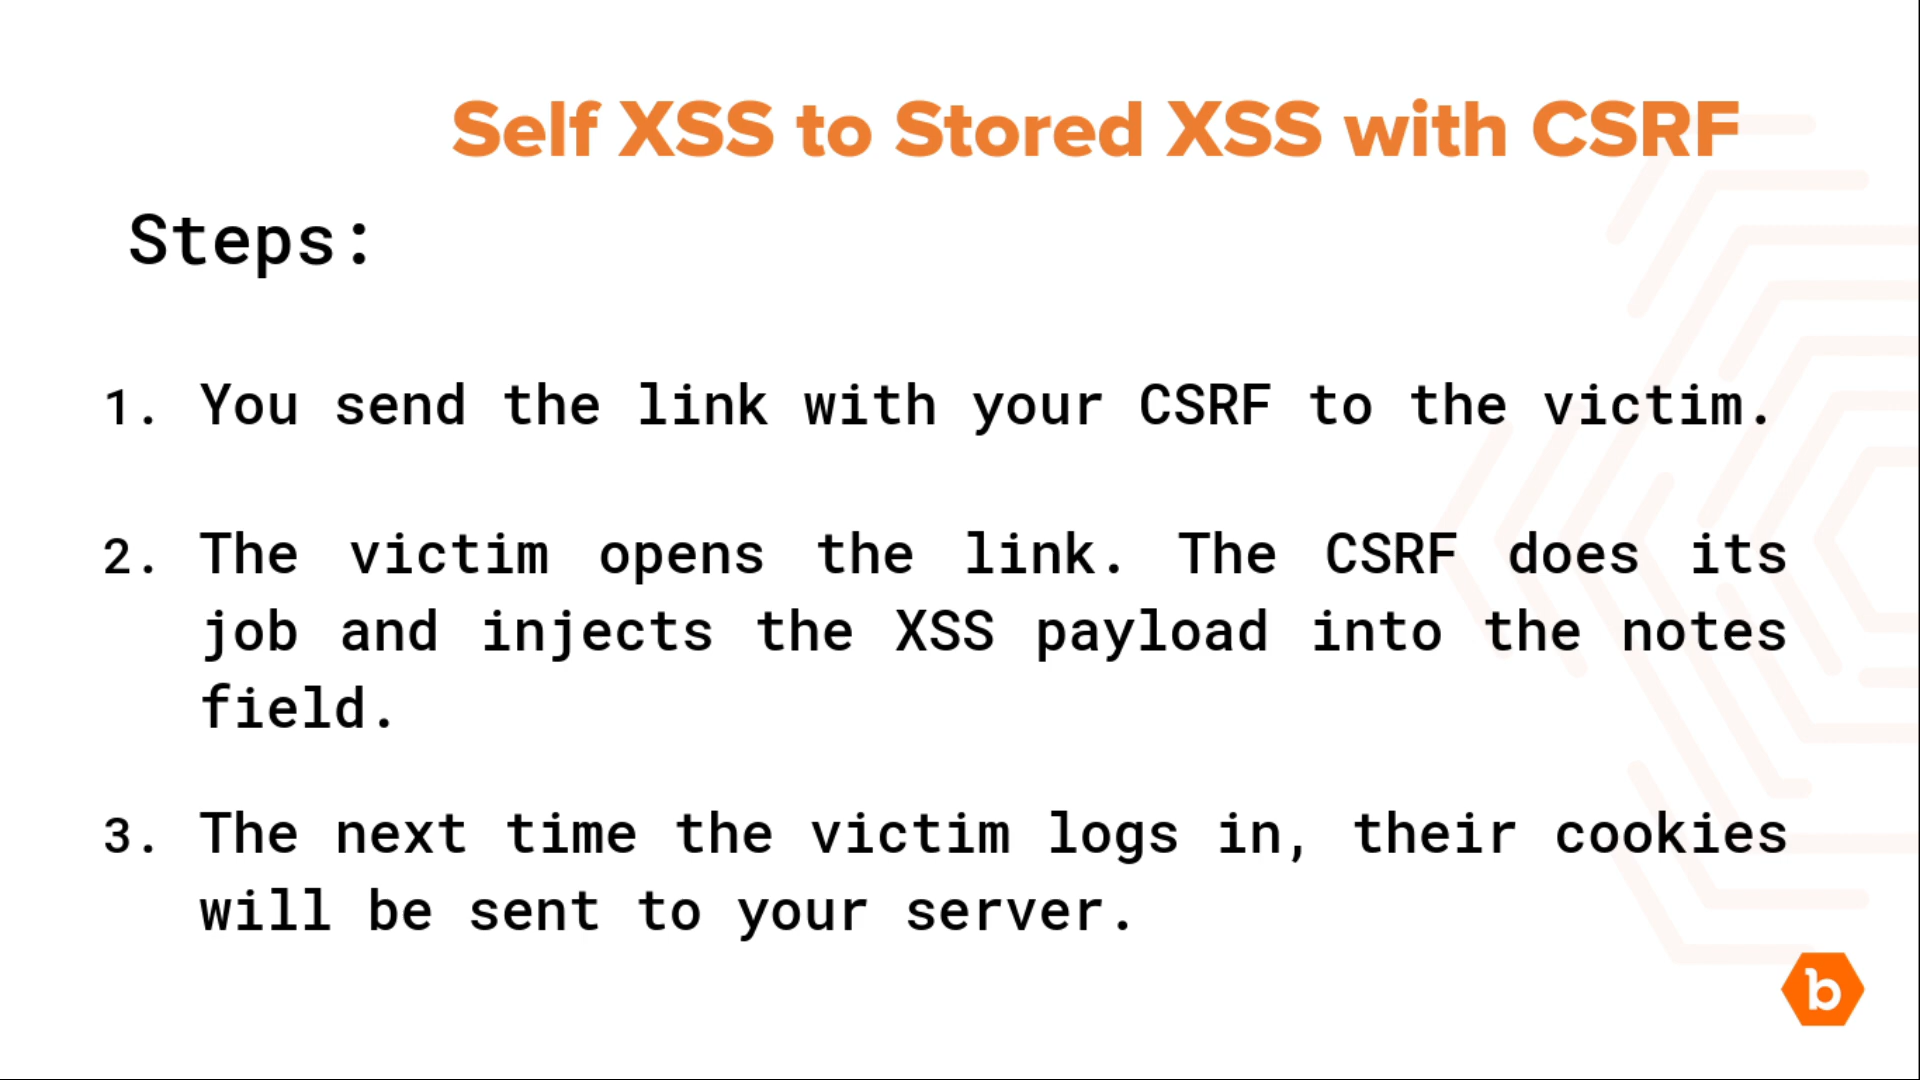 Self XSS to Stored XSS with CSRF
Steps:
1. You send the link with your CSRF to the victim.
2. The victim opens the link. The CSRF does its
job and injects the XSS payload into the notes
field.
3. The next time the victim logs in, their cookies
will be sent to your server.
b